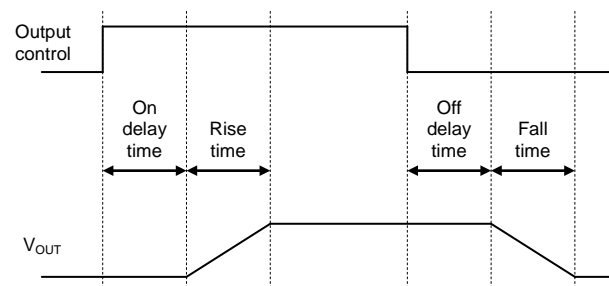 Output
control
On
delay
time
Rise
time
Off
delay
time
Fall
time
VOUT